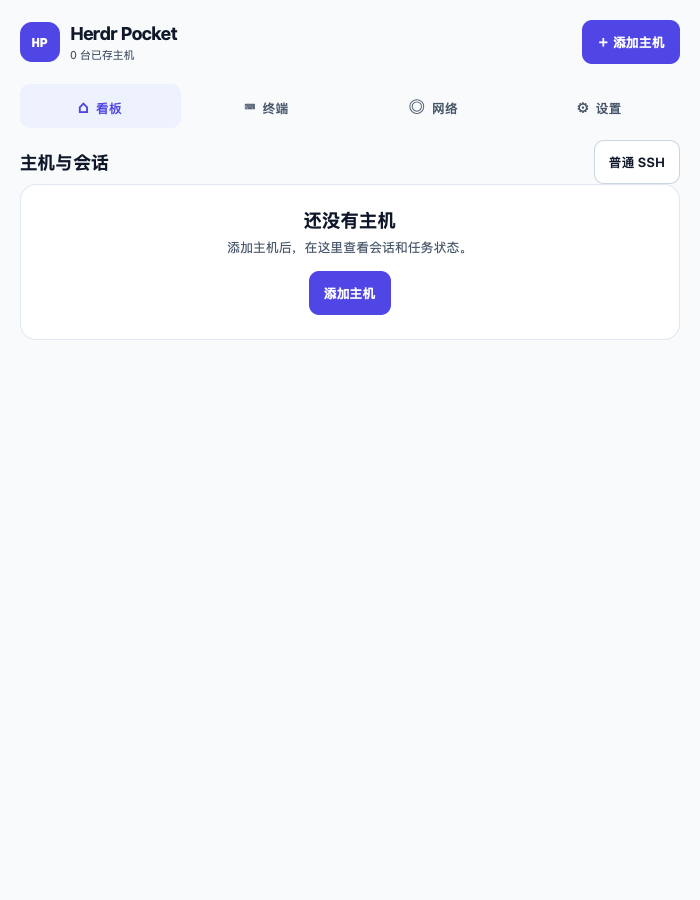 HP
Herdr Pocket
0 台已存主机
+ 添加主机
看板
终端
网络
设置
主机与会话
普通 SSH
还没有主机
添加主机后，在这里查看会话和任务状态。
添加主机